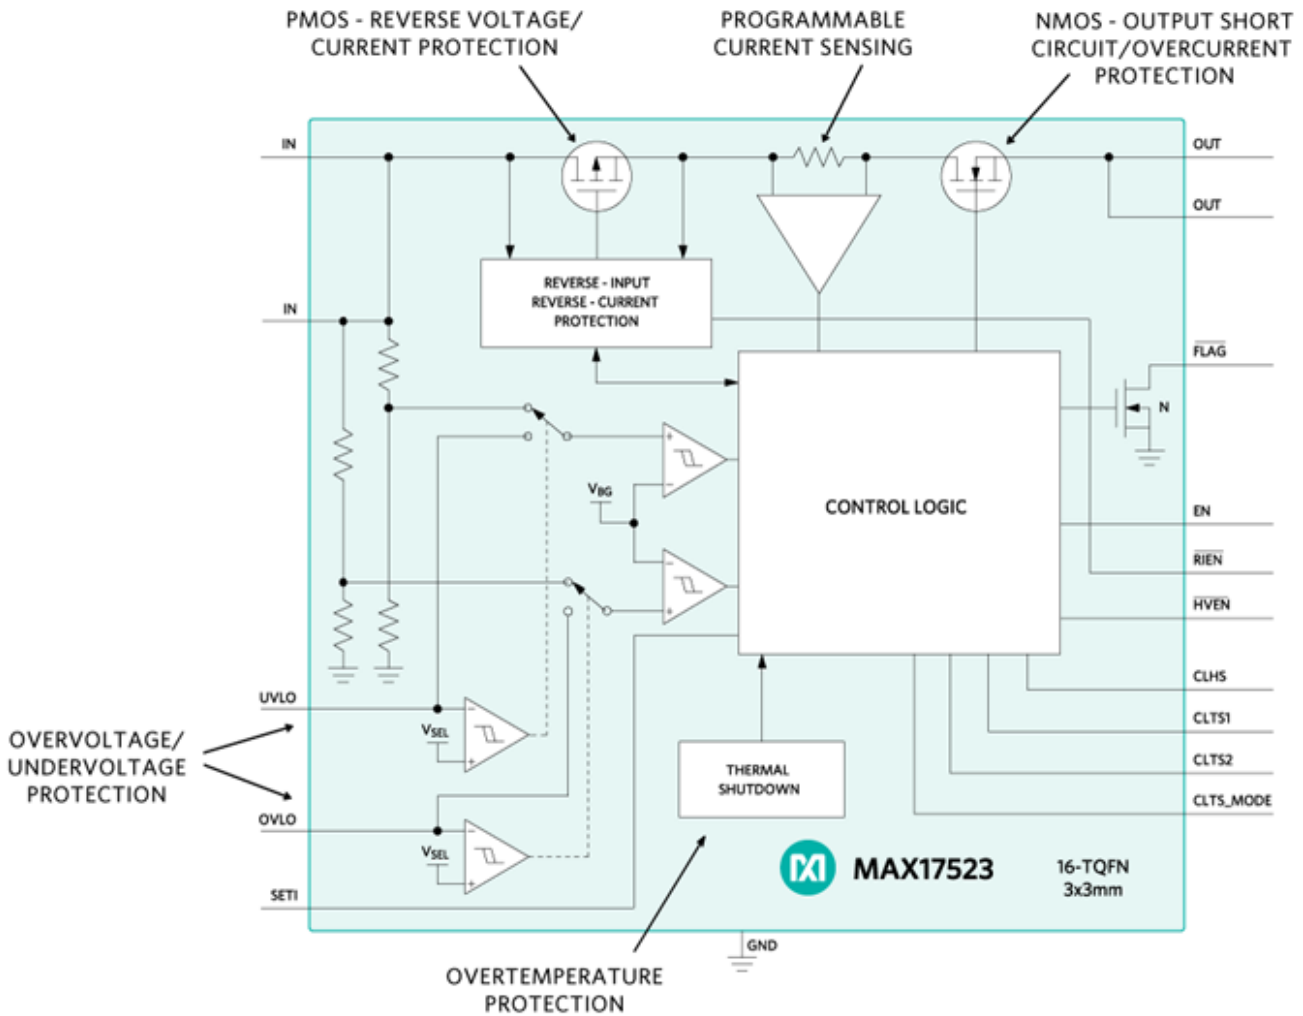 PMOS - REVERSE VOLTAGE/
CURRENT PROTECTION
PROGRAMMABLE
CURRENT SENSING
NMOS - OUTPUT SHORT
CIRCUIT/OVERCURRENT
PROTECTION
IN
OUT
OUT
REVERSE - INPUT
REVERSE - CURRENT
PROTECTION
IN
FLAG
N
VBG
CONTROL LOGIC
EN
RIEN
HVEN
UVLO
VSEL
CLHS
CLTS1
CLTS2
CLTS_MODE
OVERVOLTAGE/
UNDERVOLTAGE
PROTECTION
THERMAL
SHUTDOWN
OVLO
VSEL
SETI
MAX17523
16-TQFN
3x3mm
GND
OVERTEMPERATURE
PROTECTION